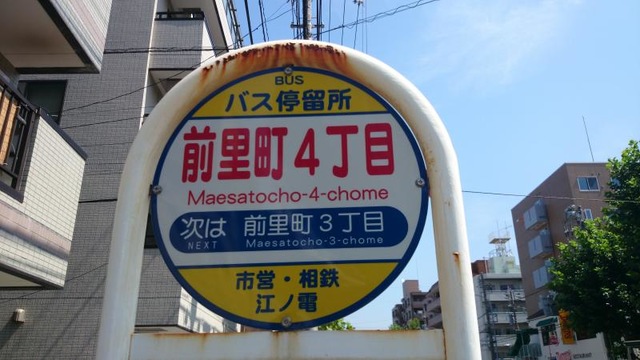 BUS
バス停留所
前里町4丁目
Maesatocho-4-chome
次は 前里町3丁目
NEXT Maesatocho-3-chome
市営・相鉄
江ノ電